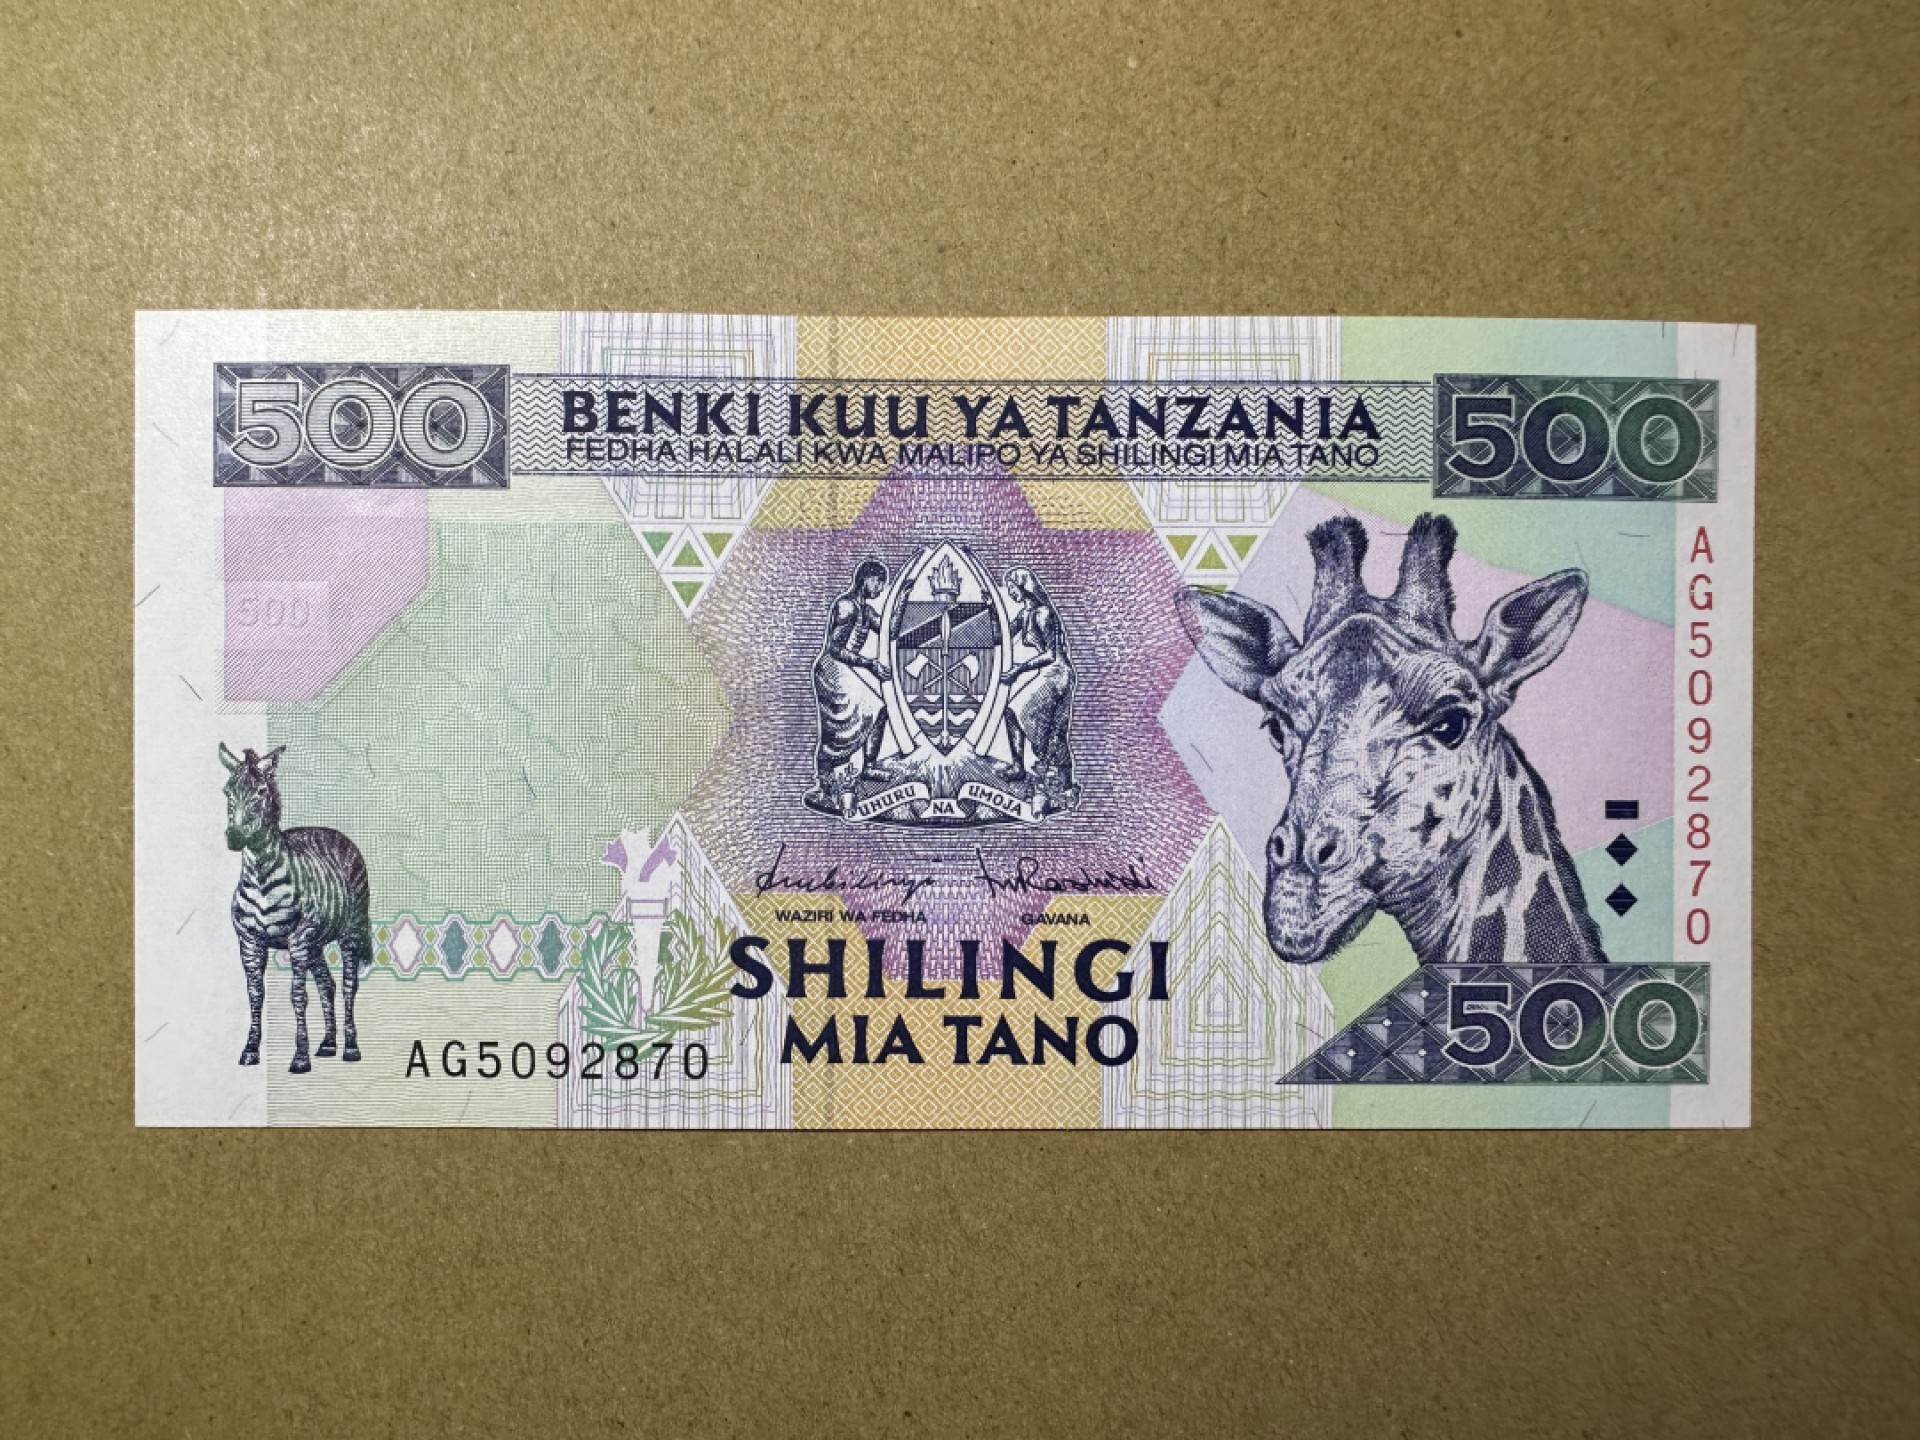 500
BENKI KUU YA TANZANIA
500
FEDHA HALALI KWA MALIPO YA SHILINGI MIA TANO
500
AG5092870
UHURU NA UMOJA
WAZIRI WA FEDHA
GAVANA
SHILINGI
MIA TANO
AG5092870
500